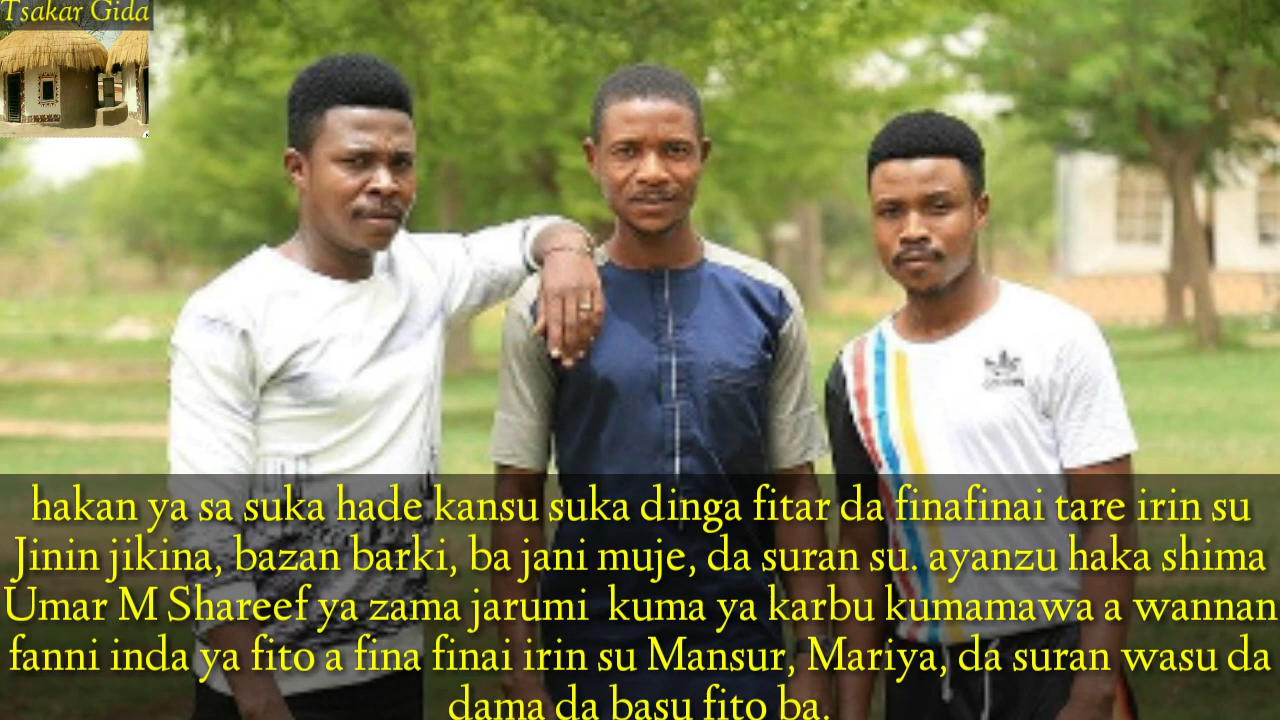 Tsakar Gida
hakan ya sa suka hade kansu suka dinga fitar da finafinai tare irin su
Jinin jikina, bazan barki, ba jani muje, da suran su. ayanzu haka shima
Umar M Shareef ya zama jarumi kuma ya karbu kumamawa a wannan
fanni inda ya fito a fina finai irin su Mansur, Mariya, da suran wasu da
dama da basu fito ba.